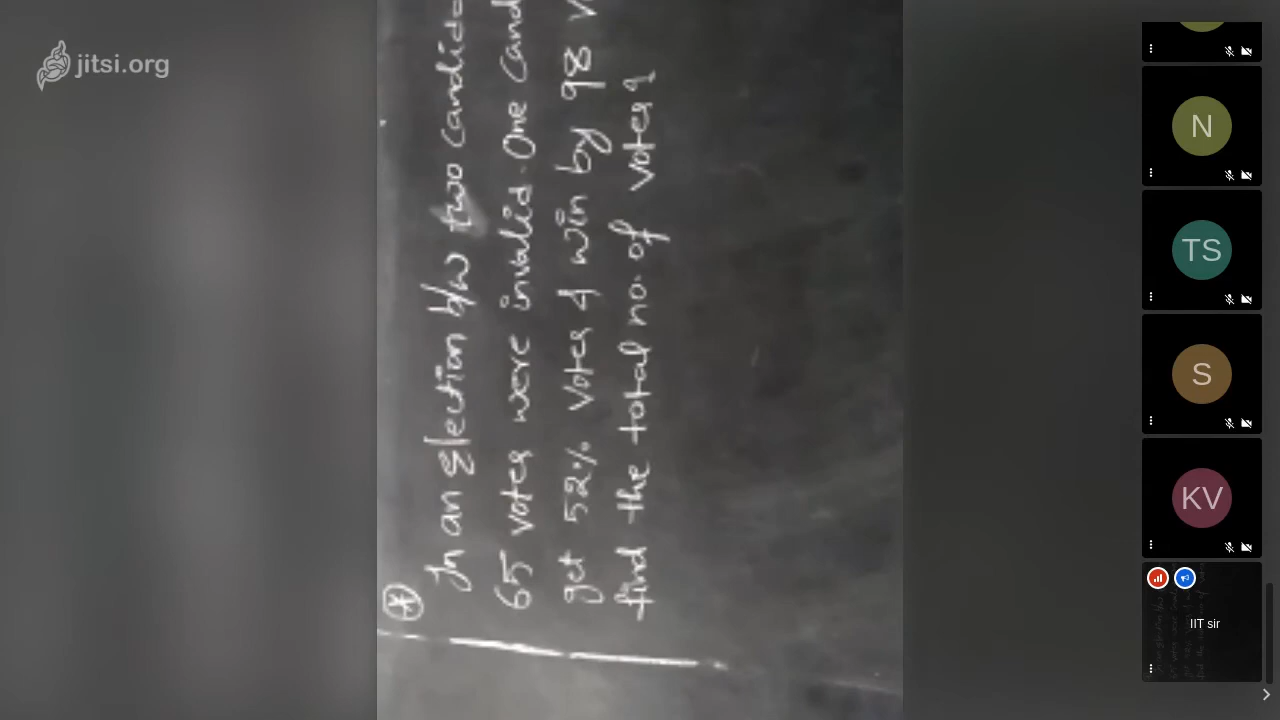 jitsi.org
In an Election b/w two candida
65 votes were invalid. One cand
get 52% votes & win by 98 v
find the total no. of votes?
N
TS
S
KV
IIT sir